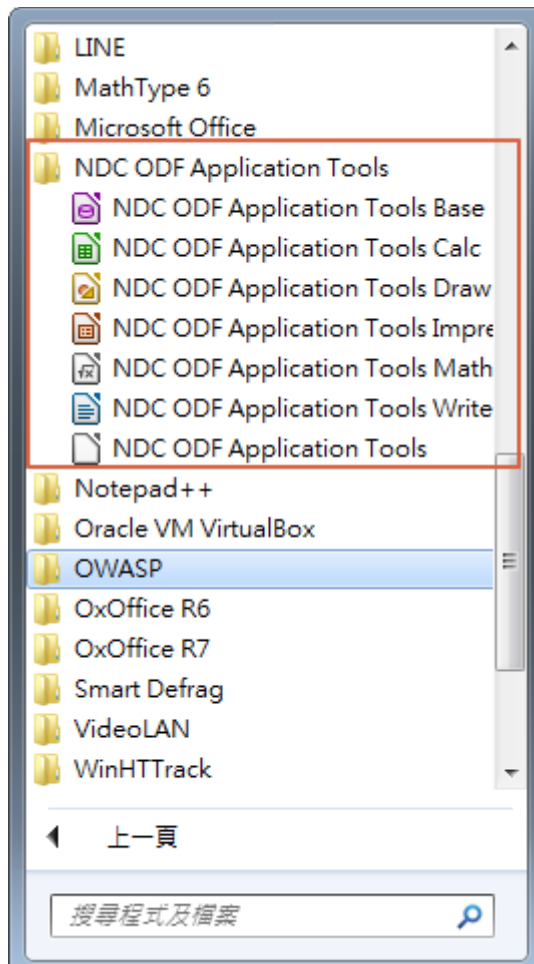 LINE
MathType 6
Microsoft Office
NDC ODF Application Tools
NDC ODF Application Tools Base
NDC ODF Application Tools Calc
NDC ODF Application Tools Draw
NDC ODF Application Tools Impre
NDC ODF Application Tools Math
NDC ODF Application Tools Write
NDC ODF Application Tools
Notepad++
Oracle VM VirtualBox
OWASP
OxOffice R6
OxOffice R7
Smart Defrag
VideoLAN
WinHTTrack
上一頁
搜尋程式及檔案